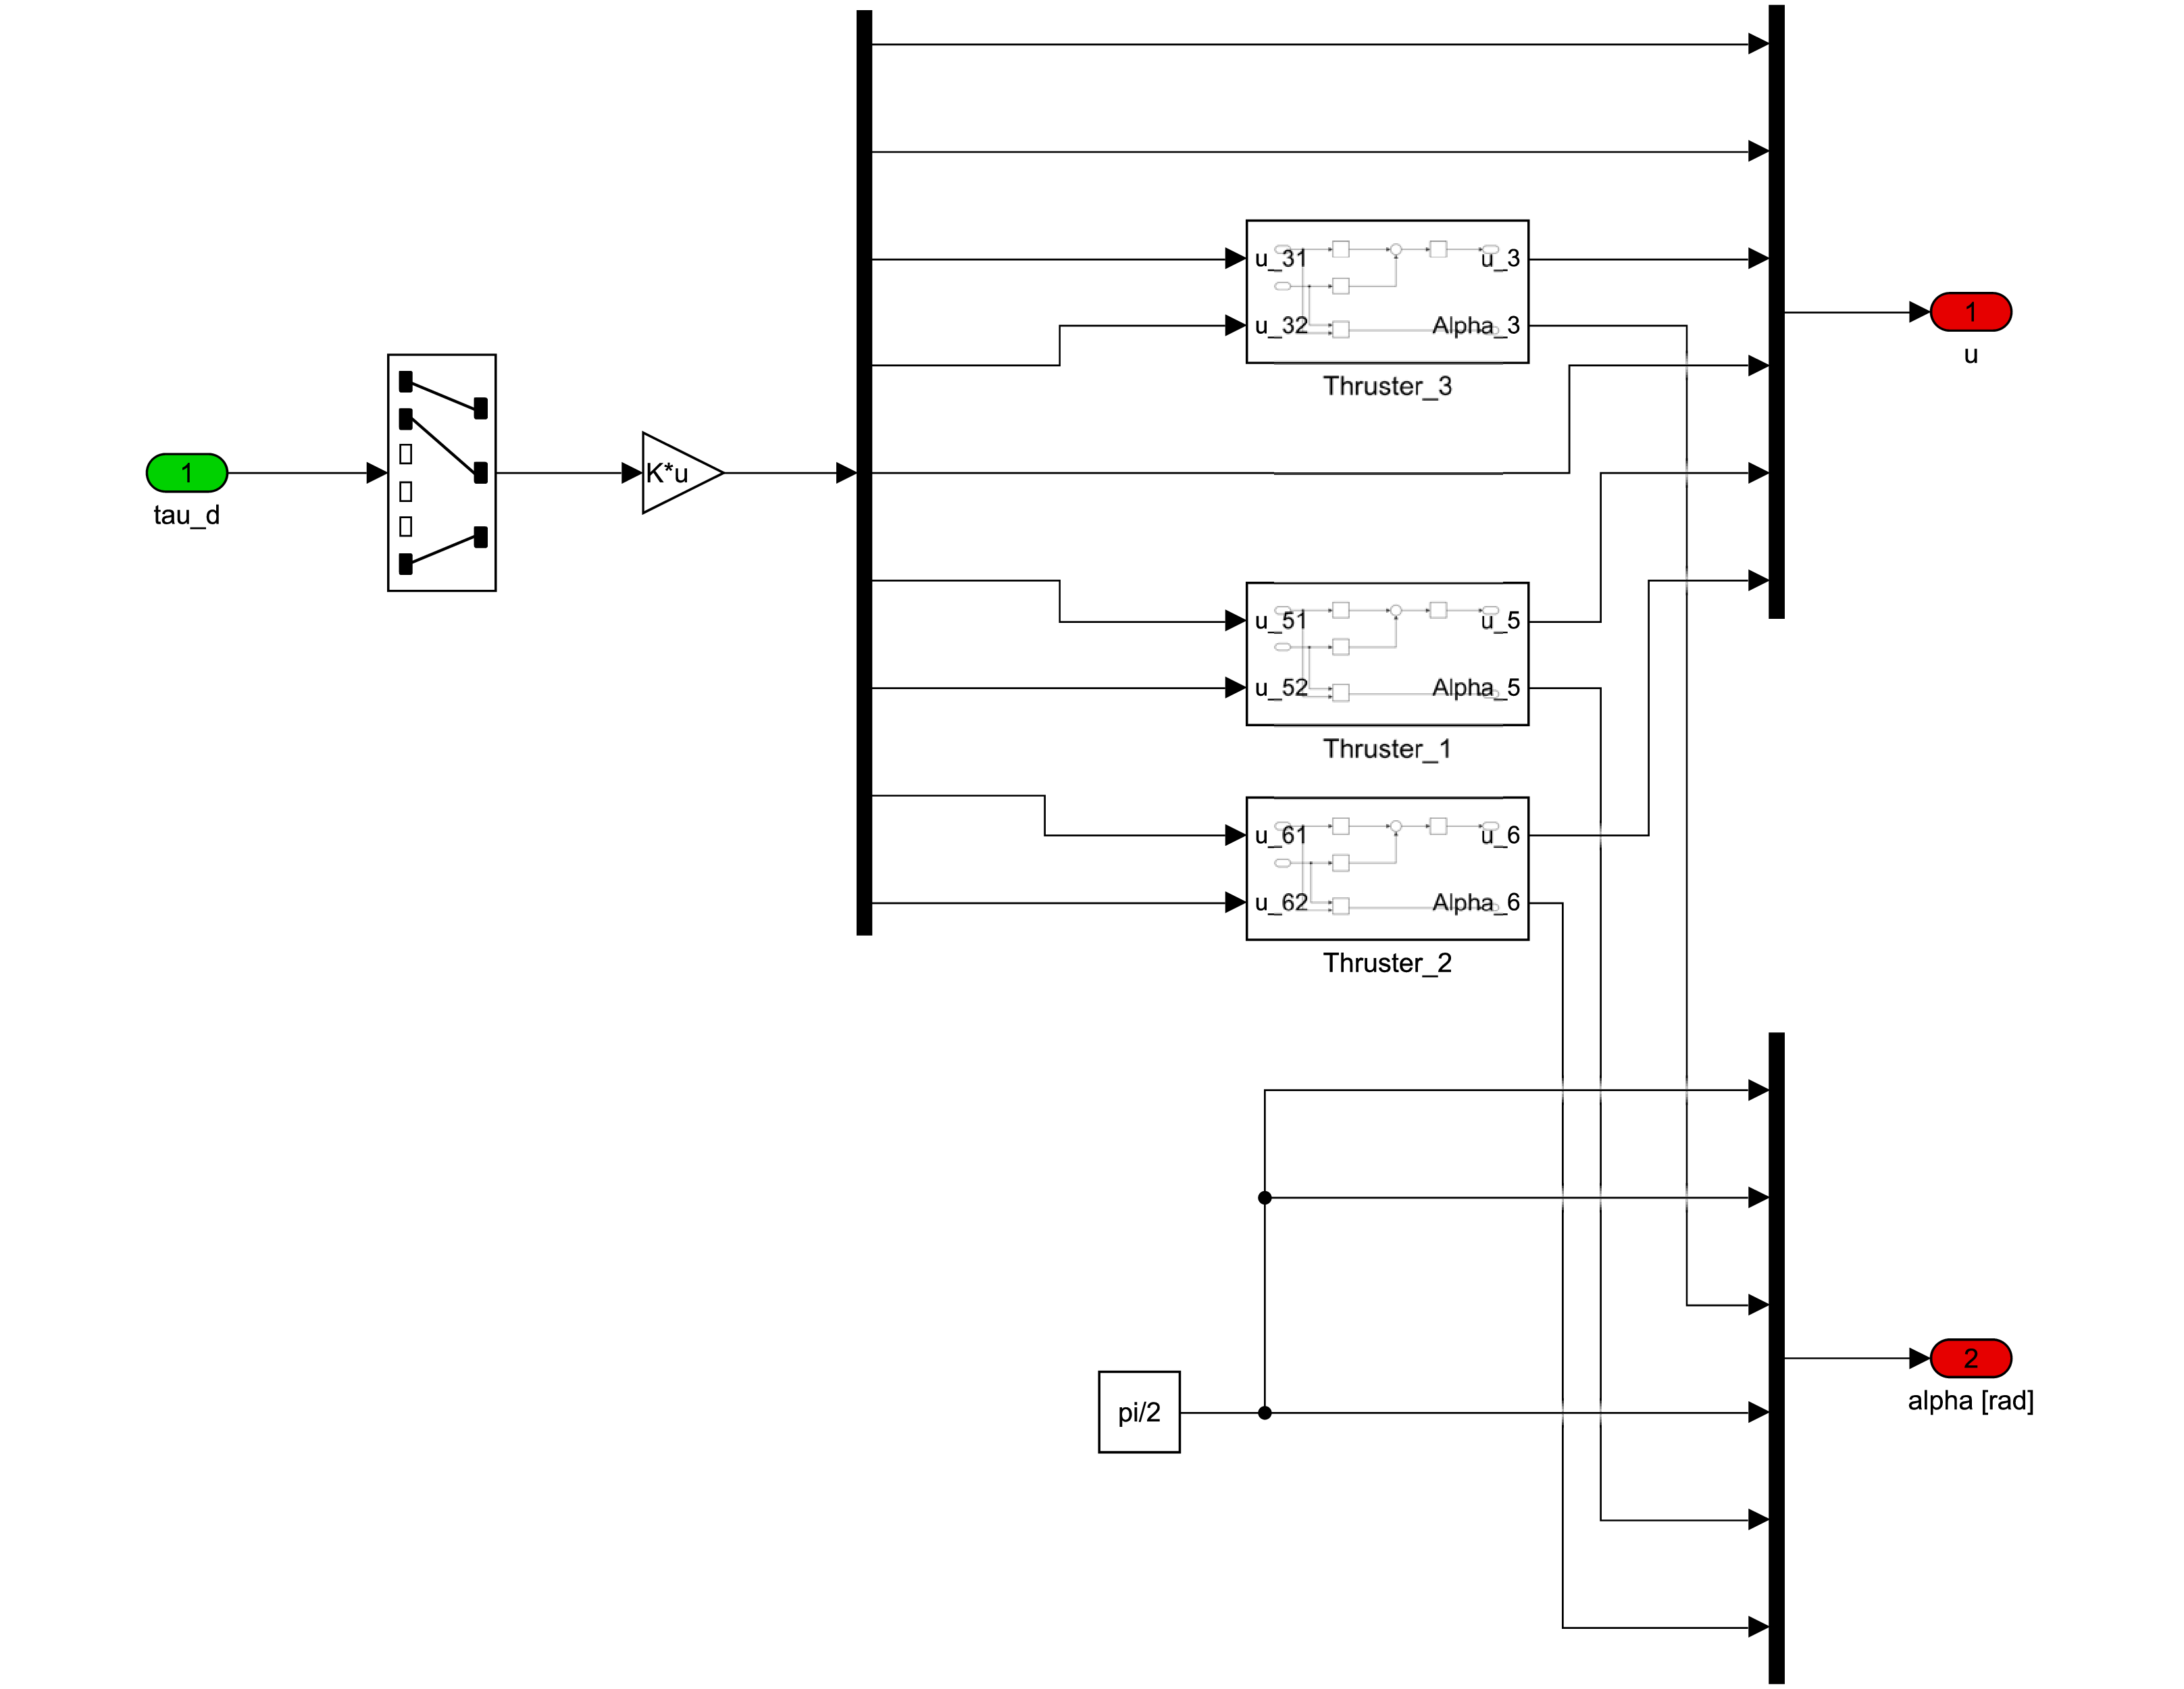 1
tau_d
K*u
u_31
u_3
u_32
Alpha_3
Thruster_3
1
u
u_51
u_5
u_52
Alpha_5
Thruster_1
u_61
u_6
u_62
Alpha_6
Thruster_2
pi/2
2
alpha [rad]